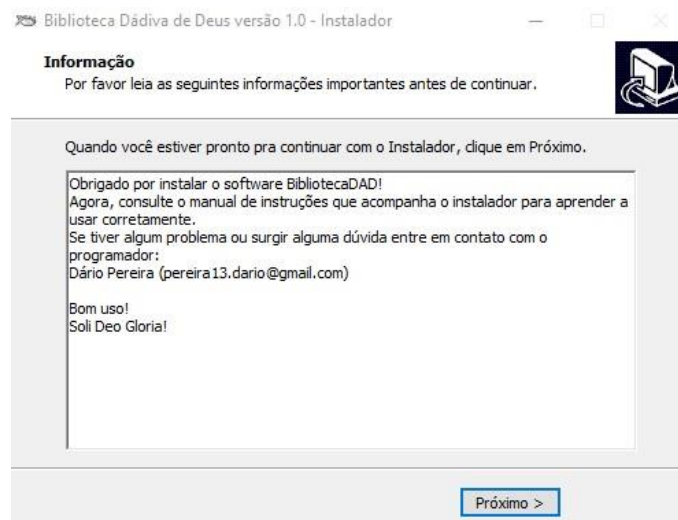 Biblioteca Dádiva de Deus versão 1.0 - Instalador
Informação
Por favor leia as seguintes informações importantes antes de continuar.
Quando você estiver pronto pra continuar com o Instalador, clique em Próximo.
Obrigado por instalar o software BibliotecaDAD!
Agora, consulte o manual de instruções que acompanha o instalador para aprender a
usar corretamente.
Se tiver algum problema ou surgir alguma dúvida entre em contato com o
programador:
Dário Pereira (pereira13.dario@gmail.com)
Bom uso!
Soli Deo Gloria!
Próximo >